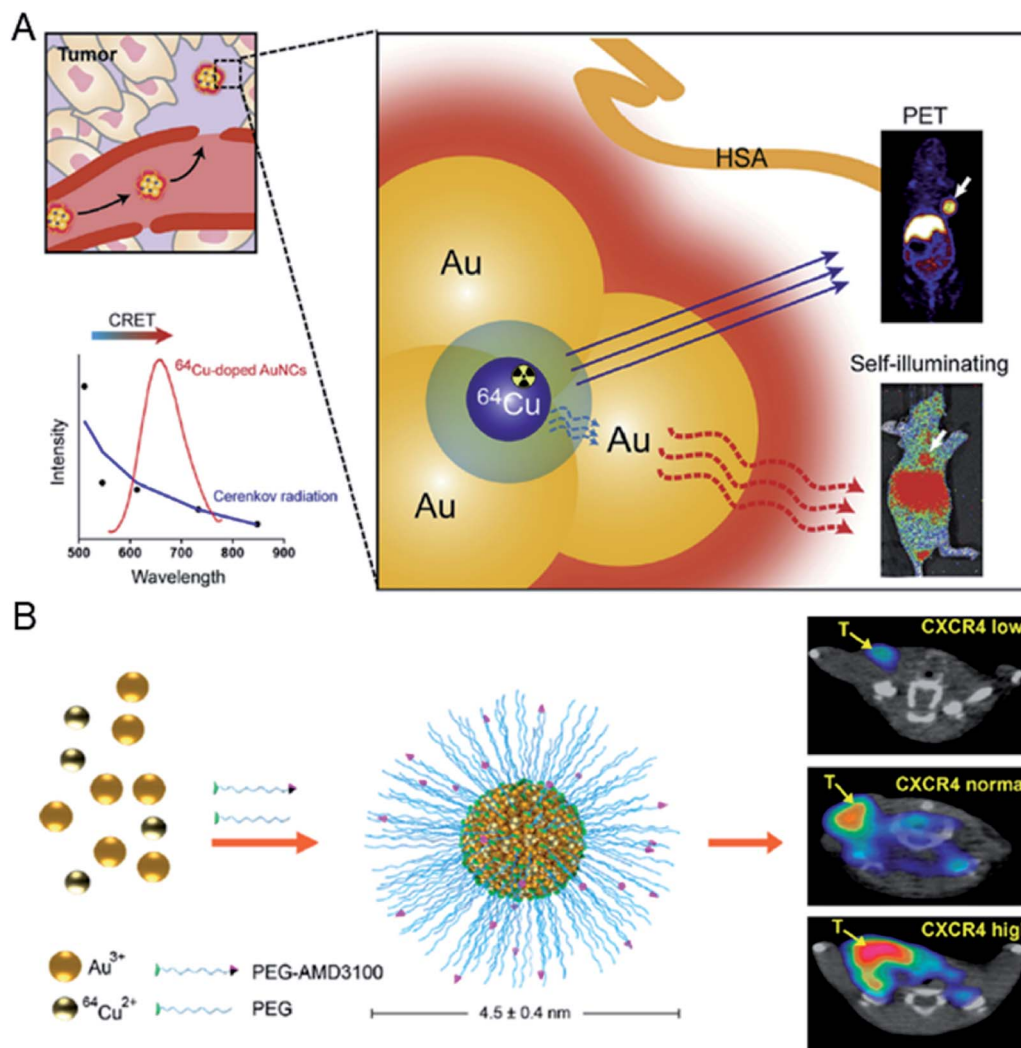 A
Tumor
CRET
⁶⁴Cu-doped AuNCs
Cerenkov radiation
Intensity
500 600 700 800 900
Wavelength
HSA
Au
⁶⁴Cu
Au
Au
PET
Self-illuminating
B
Au³⁺
⁶⁴Cu²⁺
PEG-AMD3100
PEG
4.5 ± 0.4 nm
T
CXCR4 low
T
CXCR4 norma
T
CXCR4 hig